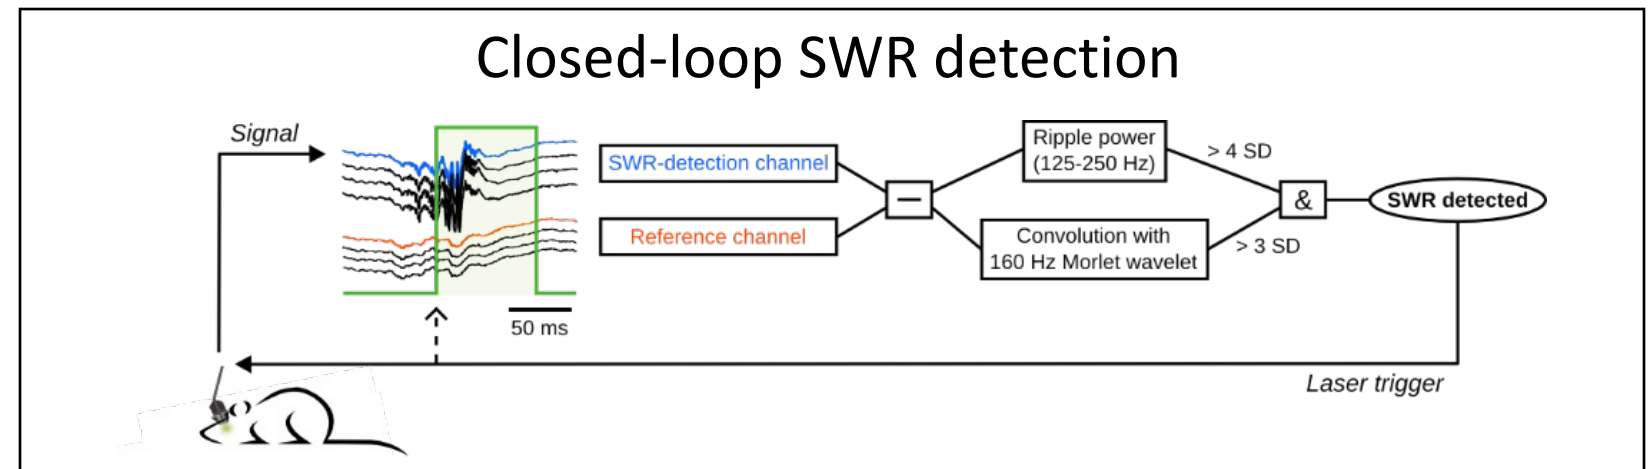 Closed-loop SWR detection
Signal
SWR-detection channel
Reference channel
—
Ripple power
(125-250 Hz)
> 4 SD
Convolution with
160 Hz Morlet wavelet
> 3 SD
&
SWR detected
50 ms
Laser trigger